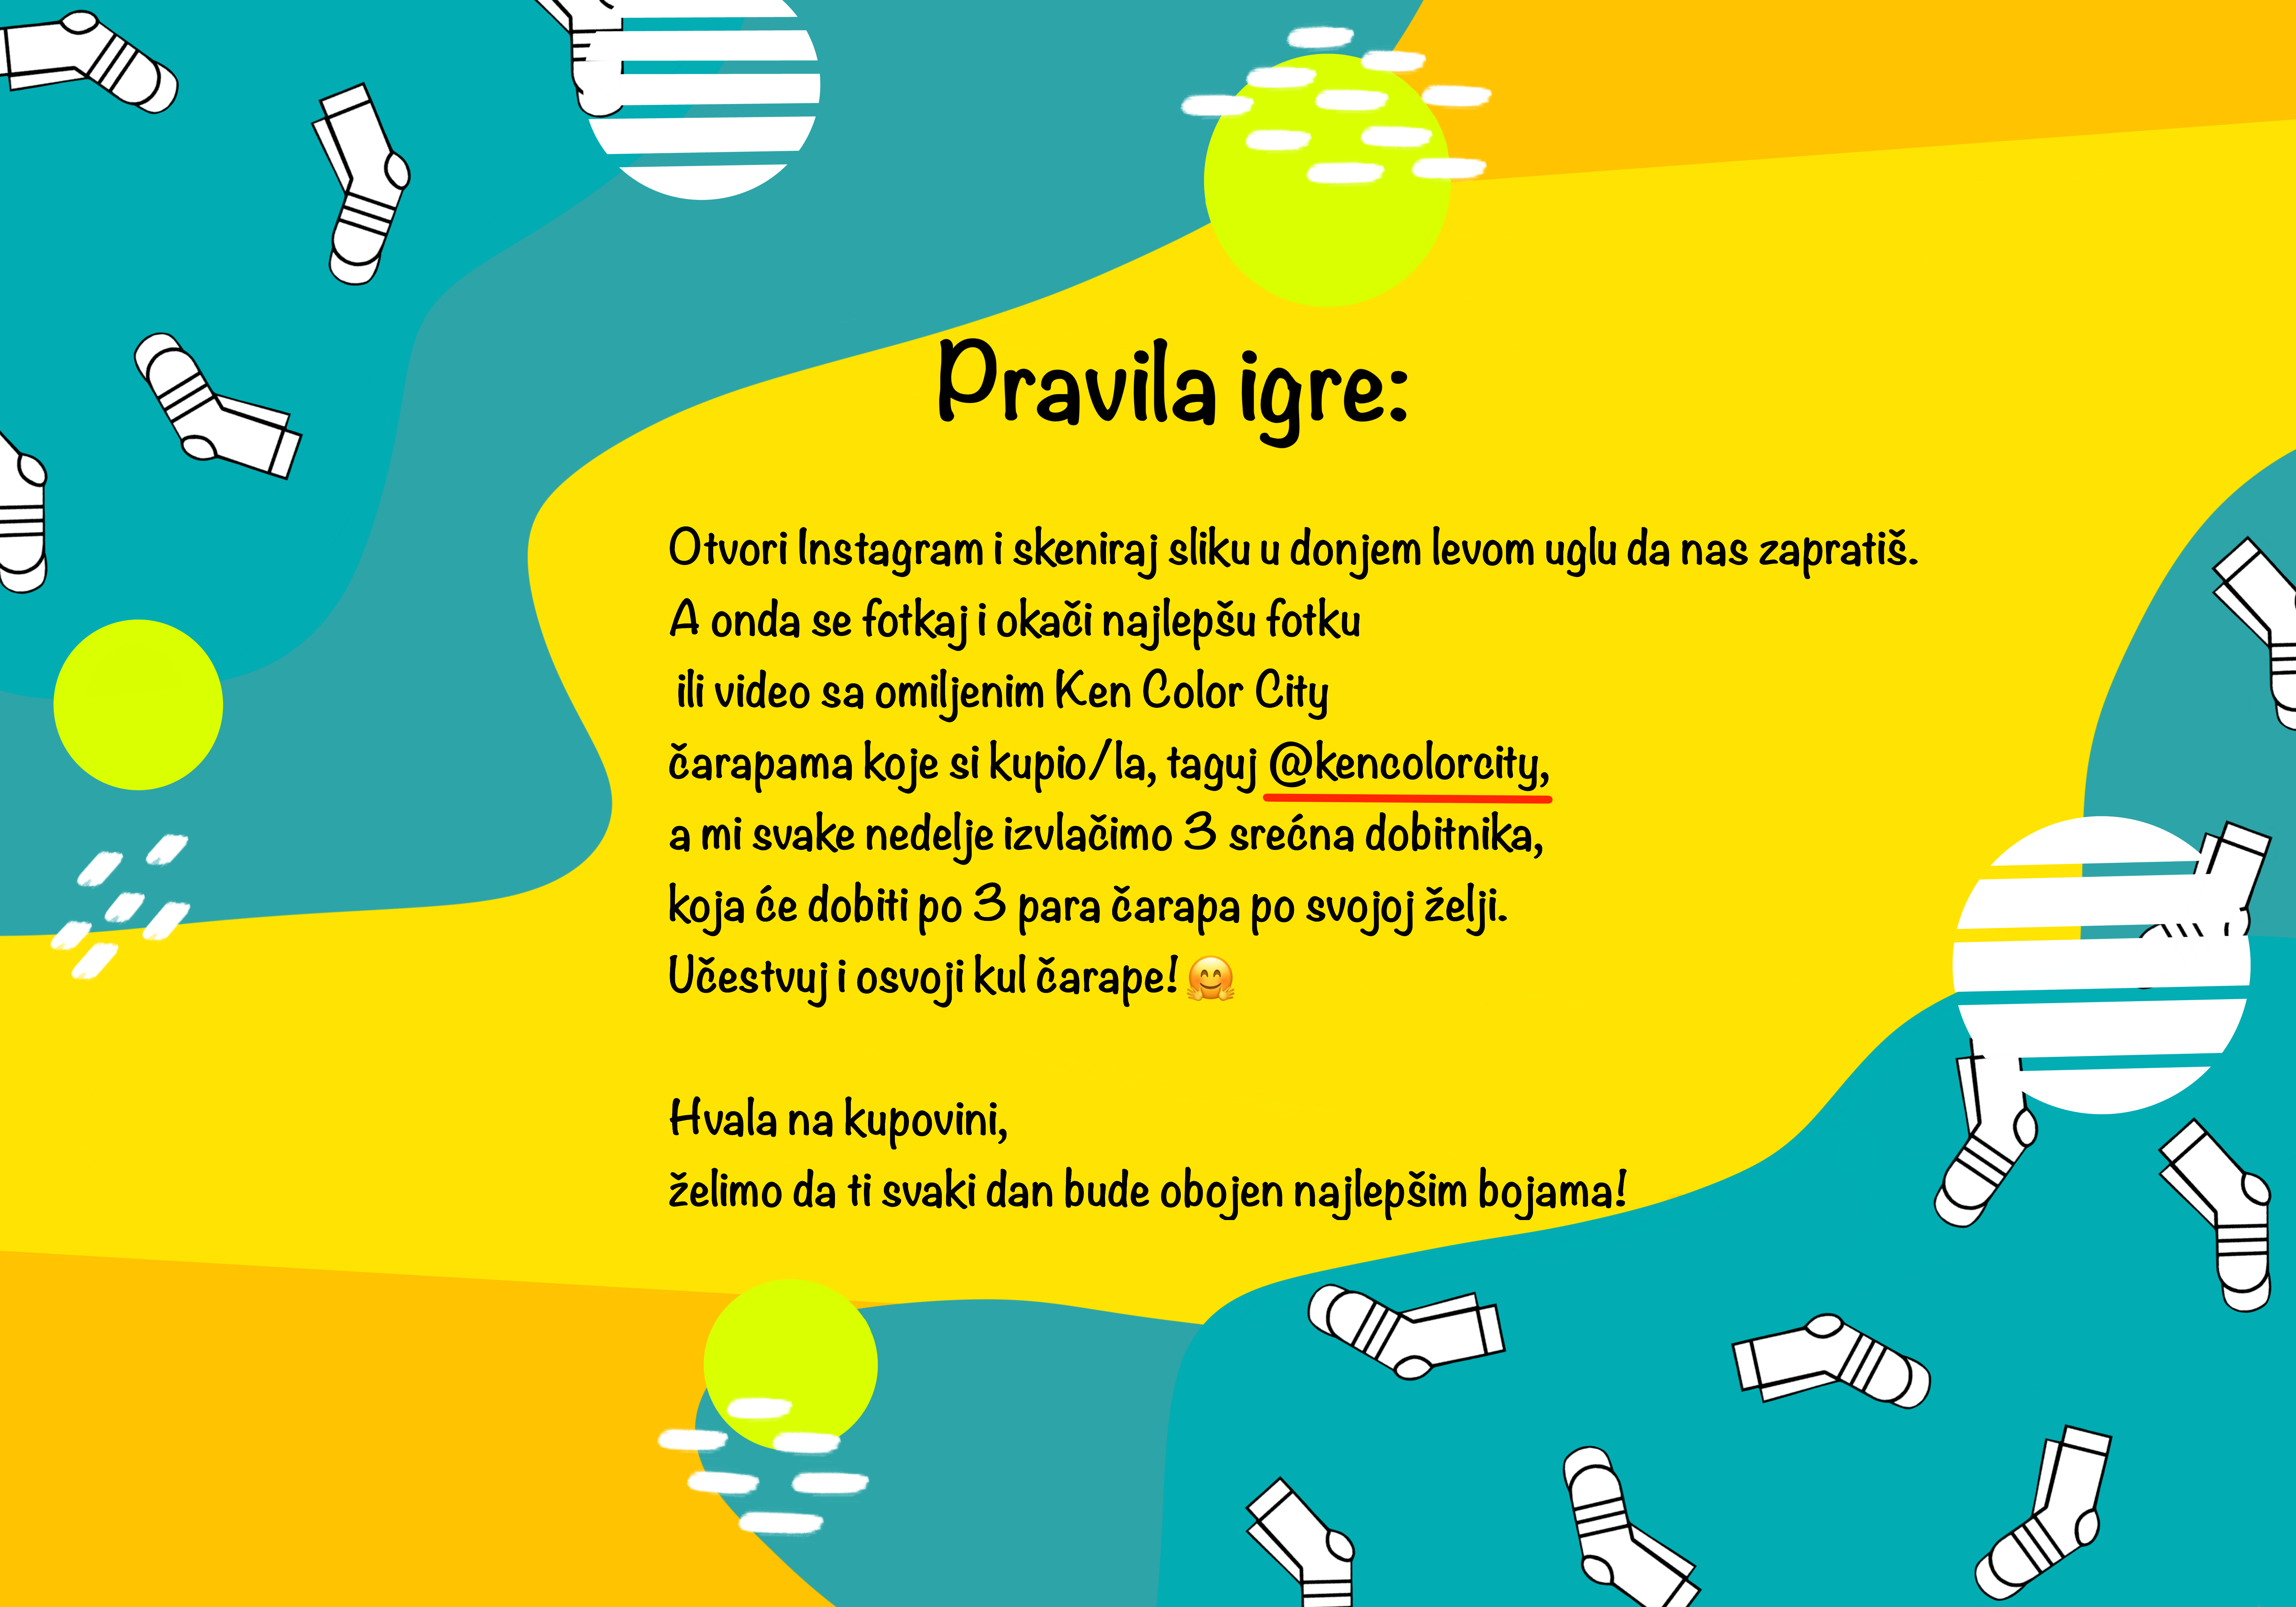 Pravila igre:
Otvori Instagram i skeniraj sliku u donjem levom uglu da nas zapratiš.
A onda se fotkaj i okači najlepšu fotku
ili video sa omiljenim Ken Color City
čarapama koje si kupio/la, taguj @kencolorcity,
a mi svake nedelje izvlačimo 3 srećna dobitnika,
koja će dobiti po 3 para čarapa po svojoj želji.
Učestvuj i osvoji kul čarape! 🤗
Hvala na kupovini,
želimo da ti svaki dan bude obojen najlepšim bojama!